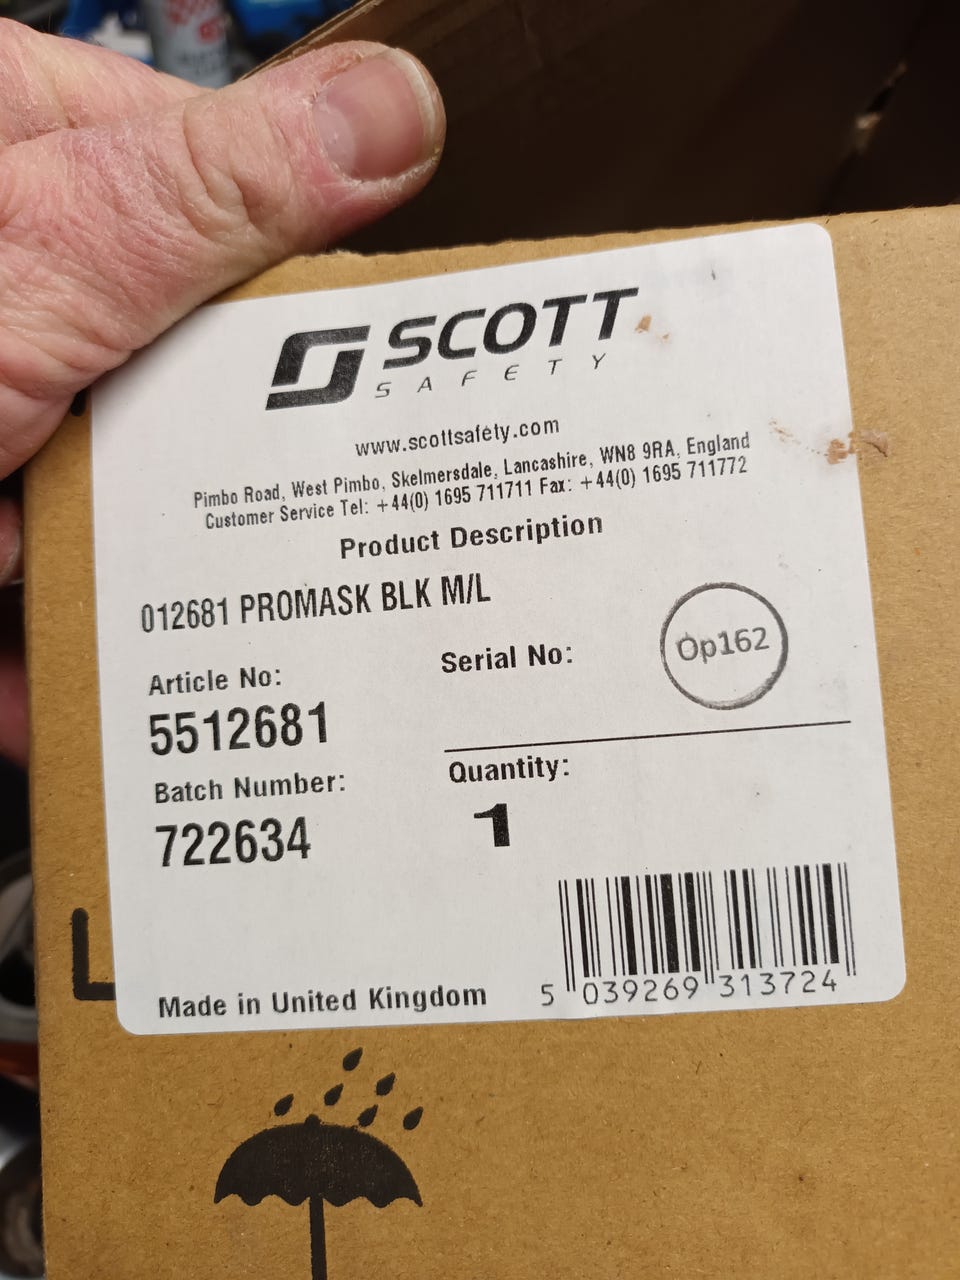 SCOTT
SAFETY
www.scottsafety.com
Pimbo Road, West Pimbo, Skelmersdale, Lancashire, WN8 9RA, England
Customer Service Tel: +44(0) 1695 711711 Fax: +44(0) 1695 711772
Product Description
012681 PROMASK BLK M/L
Article No:
5512681
Serial No:
Op162
Batch Number:
722634
Quantity:
1
Made in United Kingdom
5 039269 313724
L